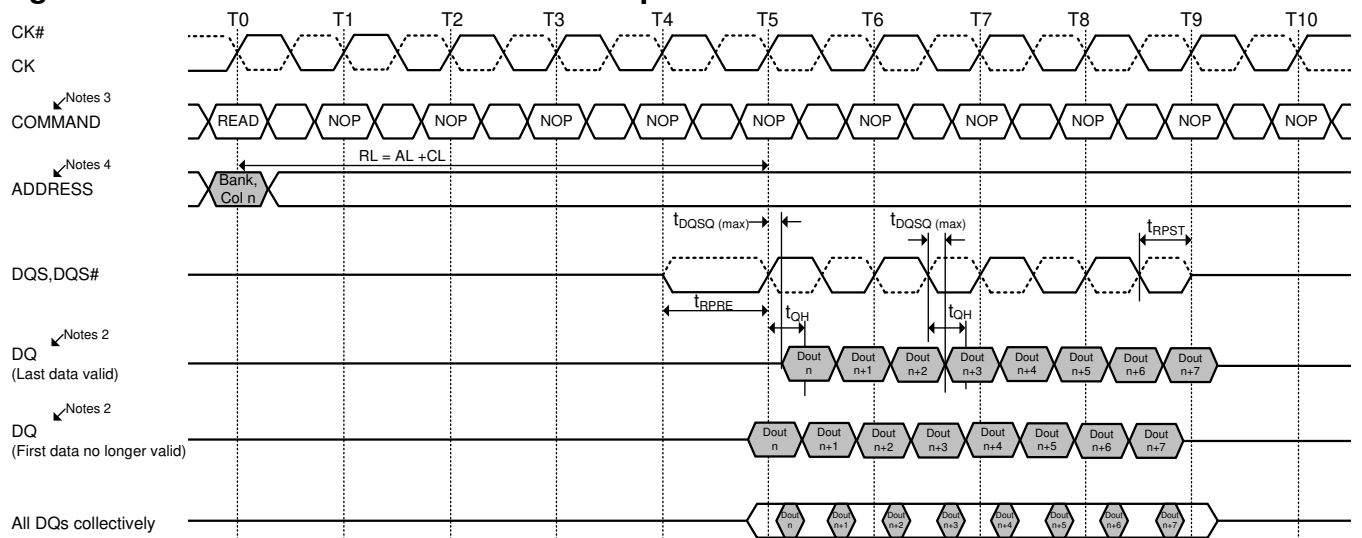 T0 T1 T2 T3 T4 T5 T6 T7 T8 T9 T10
CK#
CK
Notes 3
COMMAND
READ NOP NOP NOP NOP NOP NOP NOP NOP NOP NOP
RL = AL +CL
Notes 4
ADDRESS
Bank,
Col n
tDQSQ (max) tDQSQ (max) tRPST
DQS,DQS#
tRPRE tQH tQH
Notes 2
DQ
(Last data valid)
Dout Dout Dout Dout Dout Dout Dout Dout
n n+1 n+2 n+3 n+4 n+5 n+6 n+7
Notes 2
DQ
(First data no longer valid)
Dout Dout Dout Dout Dout Dout Dout Dout
n n+1 n+2 n+3 n+4 n+5 n+6 n+7
All DQs collectively
Dout Dout Dout Dout Dout Dout Dout Dout
n n+1 n+2 n+3 n+4 n+5 n+6 n+7